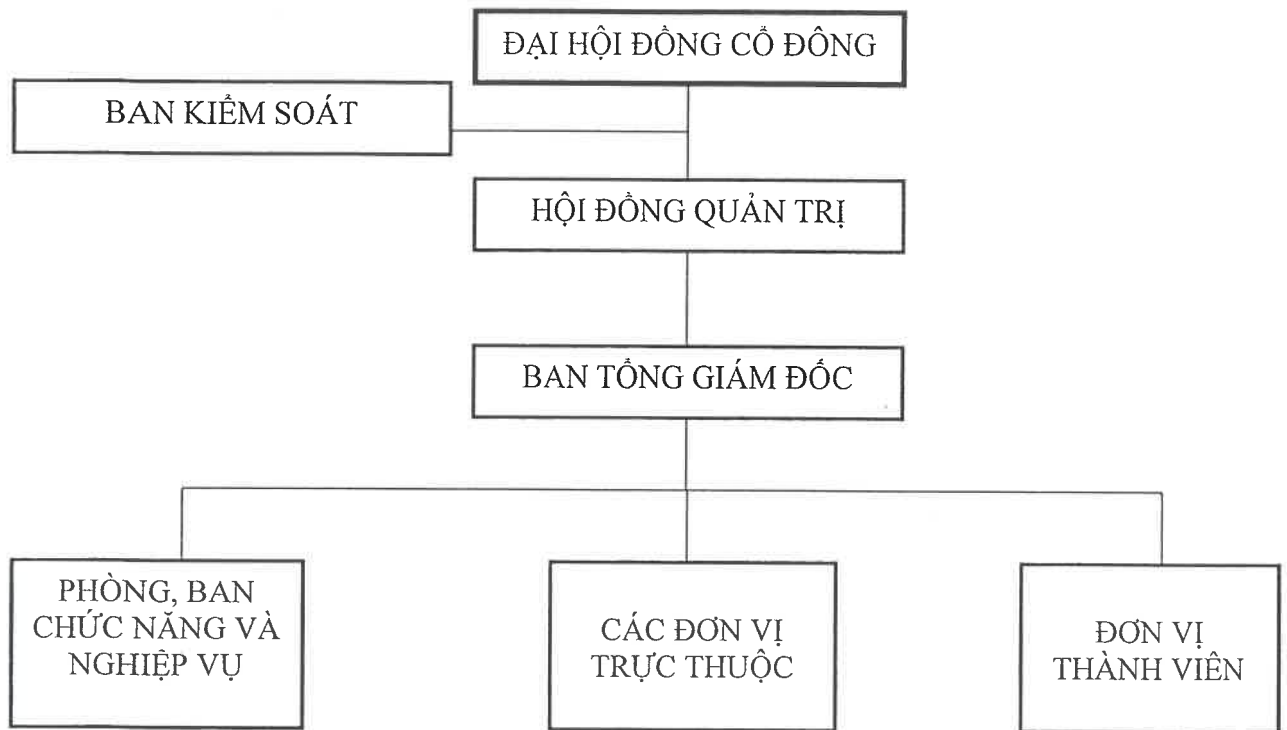 ĐẠI HỘI ĐỒNG CỔ ĐÔNG
BAN KIỂM SOÁT
HỘI ĐỒNG QUẢN TRỊ
BAN TỔNG GIÁM ĐỐC
PHÒNG, BAN
CHỨC NĂNG VÀ
NGHIỆP VỤ
CÁC ĐƠN VỊ
TRỰC THUỘC
ĐƠN VỊ
THÀNH VIÊN